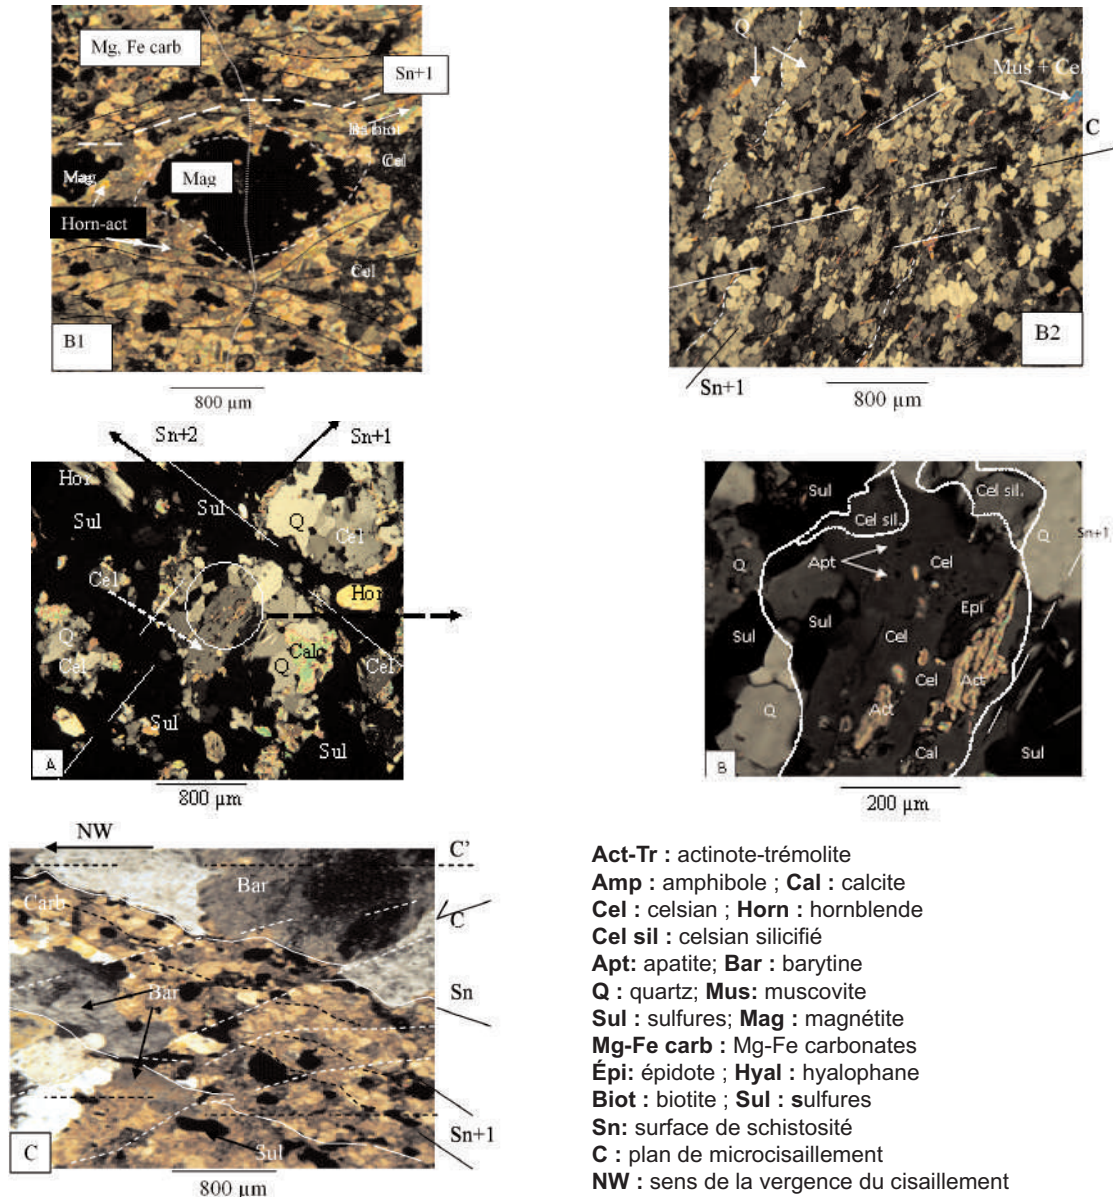 Mg, Fe carb
Sn+1
Ba biot
Cel
Mag
Mag
Horn-act
Cel
B1
800 µm
Q
Mus + Cel
C
B2
Sn+1
800 µm
Sn+2
Sn+1
Hor
Sul
Sul
Q
Cel
Cel
Hor
Q
Cel
Calc
Q
Cel
Sul
Sul
A
800 µm
Sul
Cel sil.
Cel sil.
Q
Sn+1
Q
Apt
Cel
Epi
Sul
Sul
Cel
Cel
Act
Act
Q
Cal
Sul
B
200 µm
NW
C'
Bar
Carb
C
Bar
Sn
Sn+1
Sul
C
800 µm
Act-Tr : actinote-trémolite
Amp : amphibole ; Cal : calcite
Cel : celsian ; Horn : hornblende
Cel sil : celsian silicifié
Apt: apatite; Bar : barytine
Q : quartz; Mus: muscovite
Sul : sulfures; Mag : magnétite
Mg-Fe carb : Mg-Fe carbonates
Épi: épidote ; Hyal : hyalophane
Biot : biotite ; Sul : sulfures
Sn: surface de schistosité
C : plan de microcisaillement
NW : sens de la vergence du cisaillement